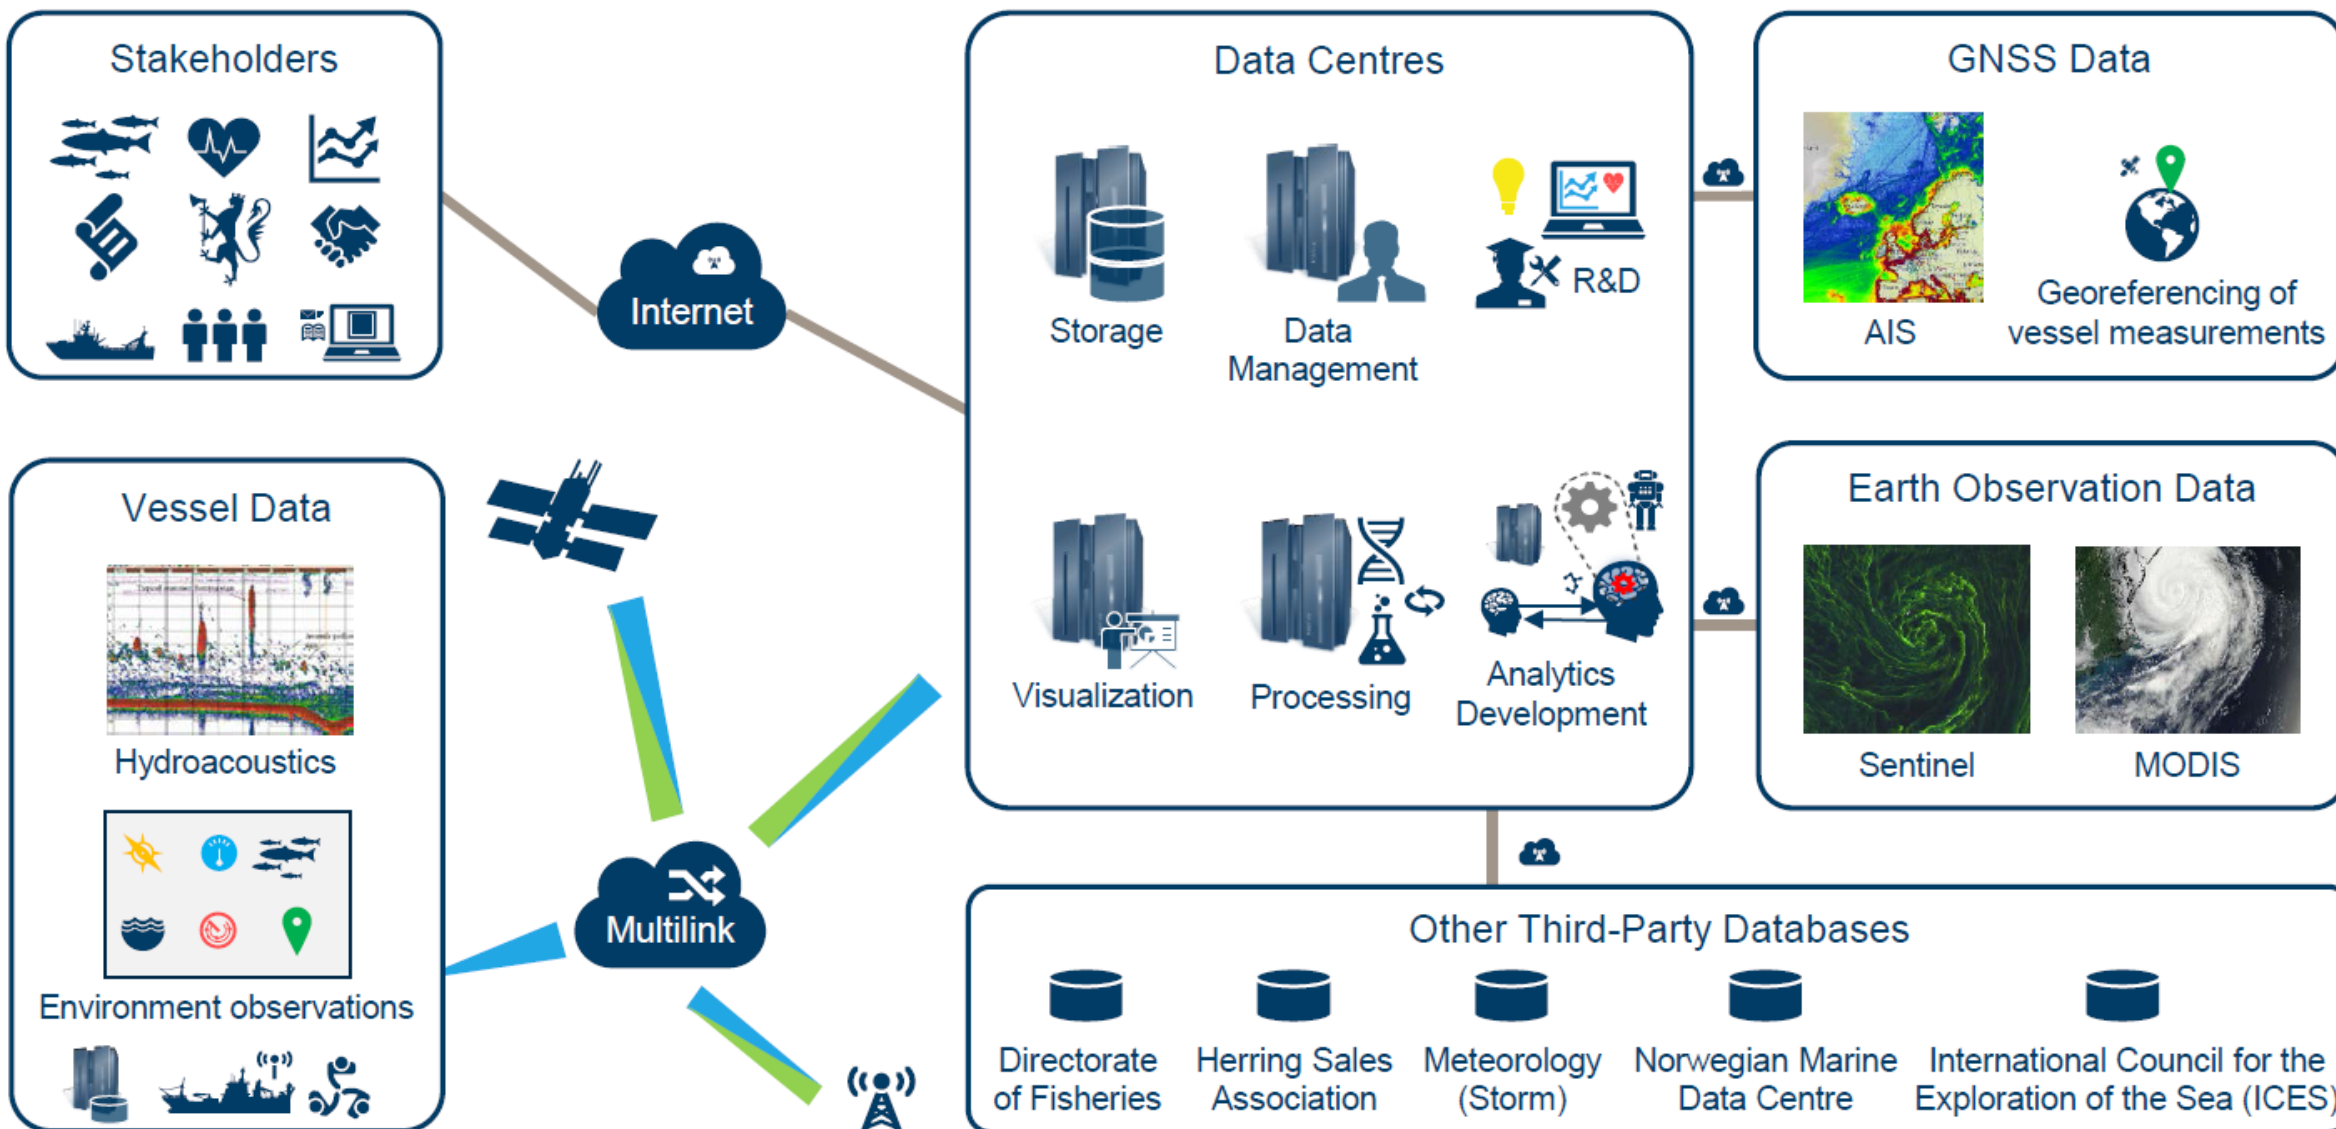 Stakeholders
Internet
Data Centres
Storage
Data
Management
R&D
Visualization
Processing
Analytics
Development
GNSS Data
AIS
Georeferencing of
vessel measurements
Earth Observation Data
Sentinel
MODIS
Vessel Data
Hydroacoustics
Environment observations
Multilink
Other Third-Party Databases
Directorate
of Fisheries
Herring Sales
Association
Meteorology
(Storm)
Norwegian Marine
Data Centre
International Council for the
Exploration of the Sea (ICES)